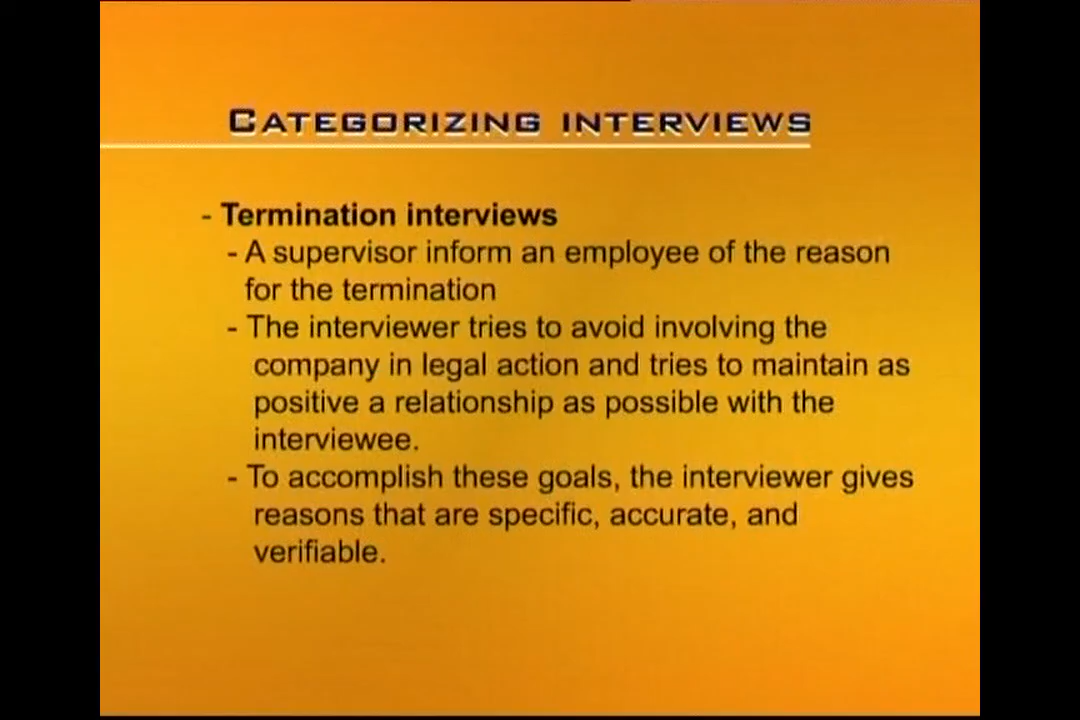 CATEGORIZING INTERVIEWS
- Termination interviews
- A supervisor inform an employee of the reason
for the termination
- The interviewer tries to avoid involving the
company in legal action and tries to maintain as
positive a relationship as possible with the
interviewee.
- To accomplish these goals, the interviewer gives
reasons that are specific, accurate, and
verifiable.